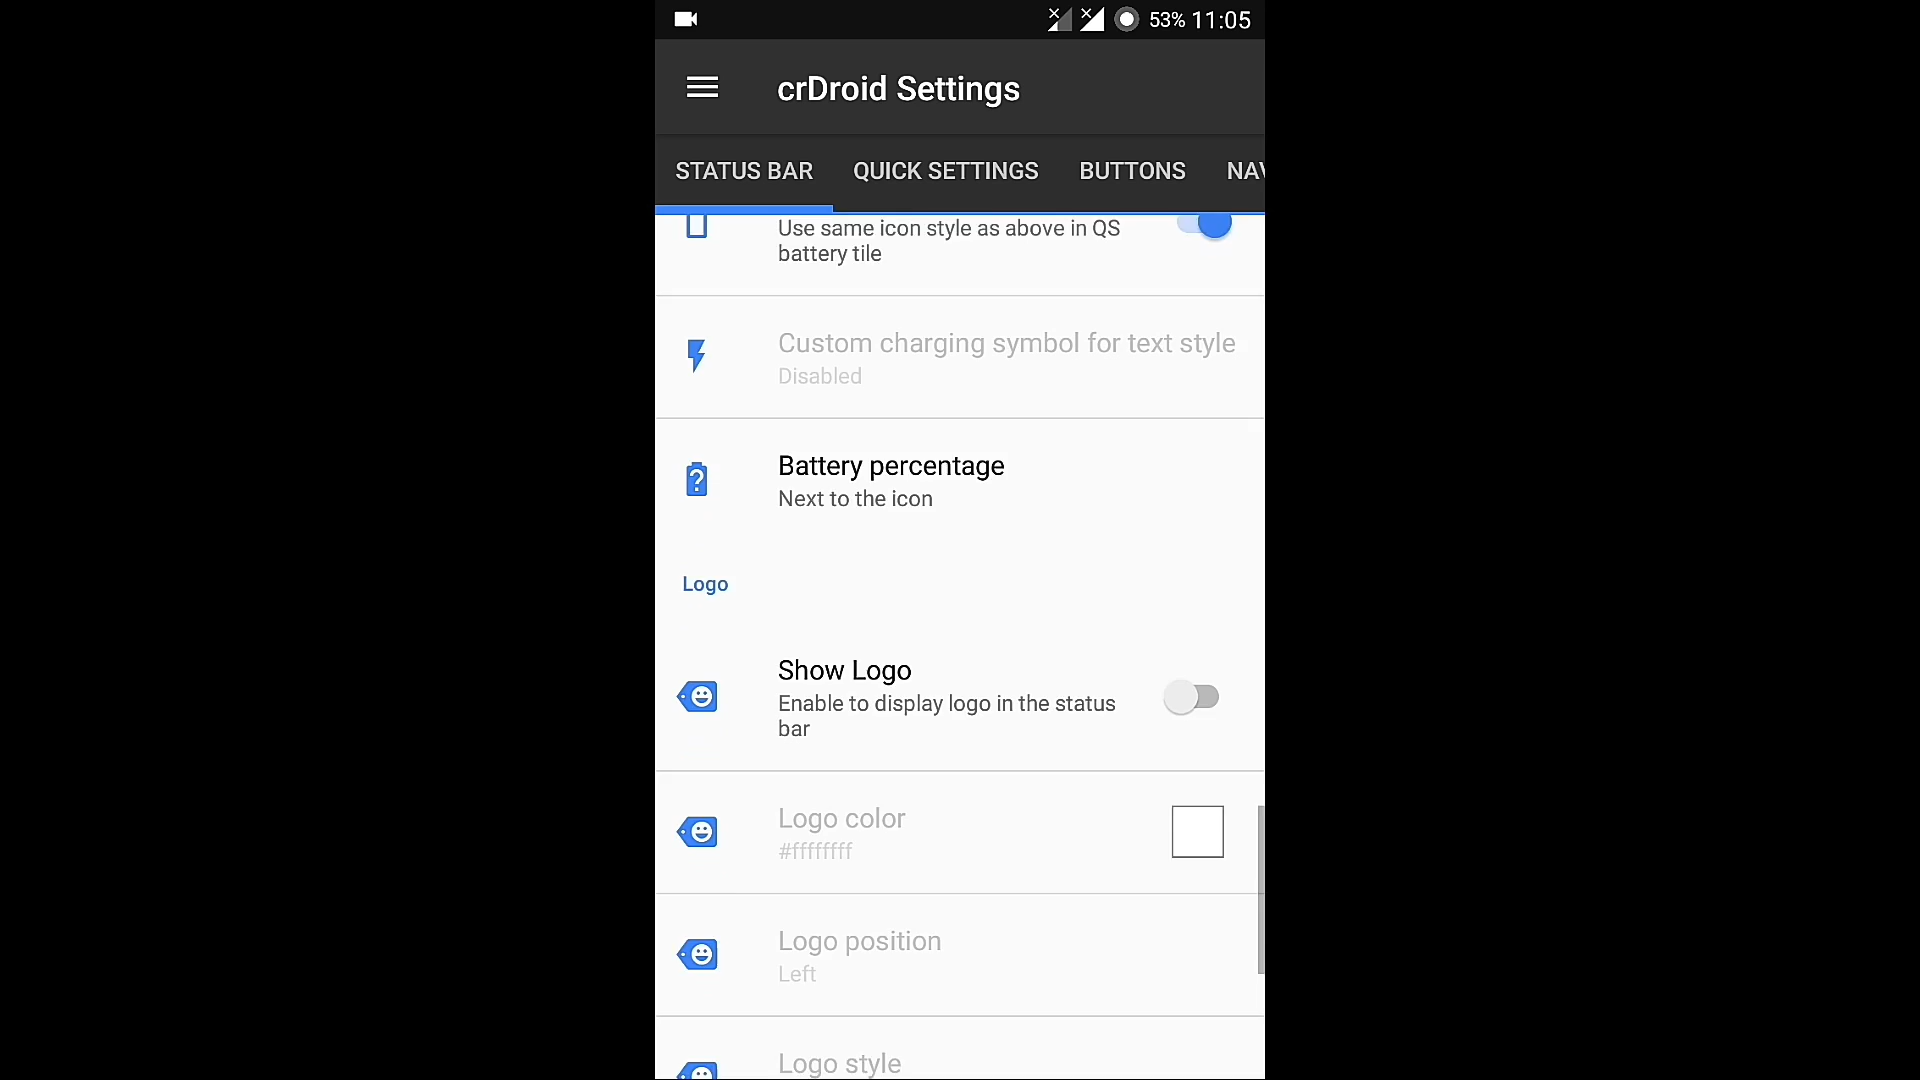 53% 11:05
crDroid Settings
STATUS BAR QUICK SETTINGS BUTTONS NAV
Use same icon style as above in QS
battery tile
Custom charging symbol for text style
Disabled
Battery percentage
Next to the icon
Logo
Show Logo
Enable to display logo in the status
bar
Logo color
#ffffffff
Logo position
Left
Logo style